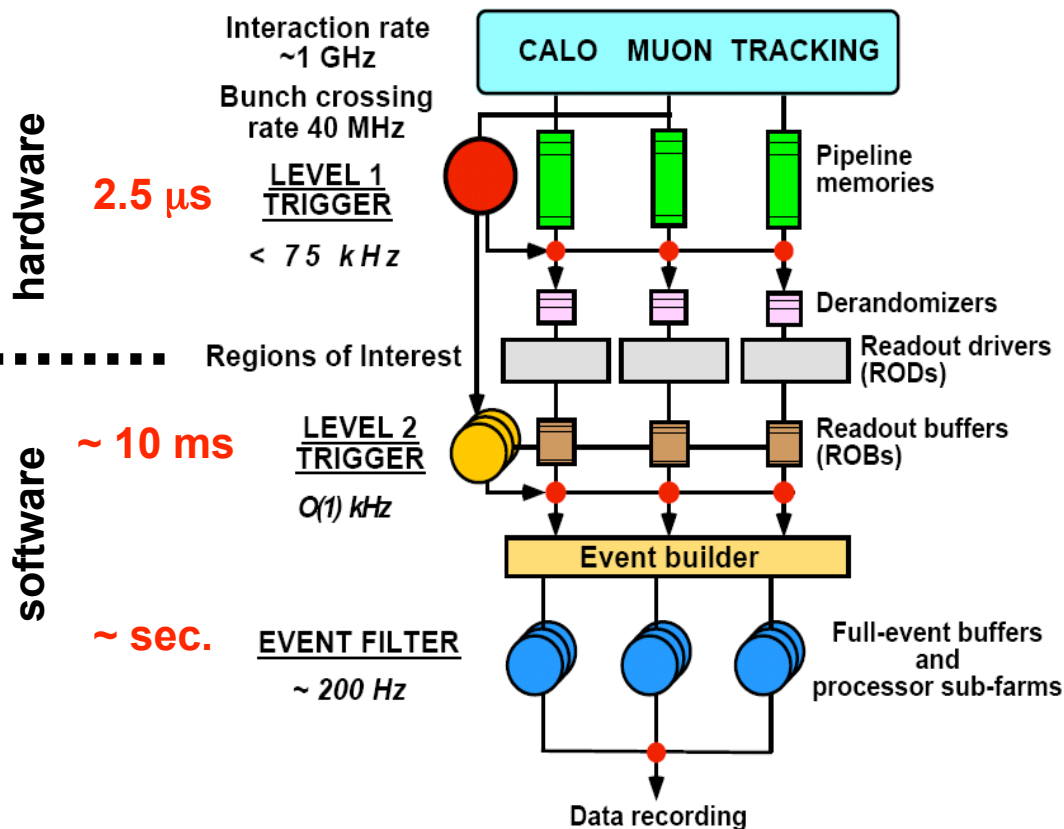 Interaction rate
~1 GHz
CALO MUON TRACKING
Bunch crossing
rate 40 MHz
hardware
2.5 μs
LEVEL 1
TRIGGER
< 75 kHz
Pipeline
memories
Derandomizers
Regions of Interest
Readout drivers
(RODs)
software
~ 10 ms
LEVEL 2
TRIGGER
O(1) kHz
Readout buffers
(ROBs)
Event builder
~ sec.
EVENT FILTER
~ 200 Hz
Full-event buffers
and
processor sub-farms
Data recording